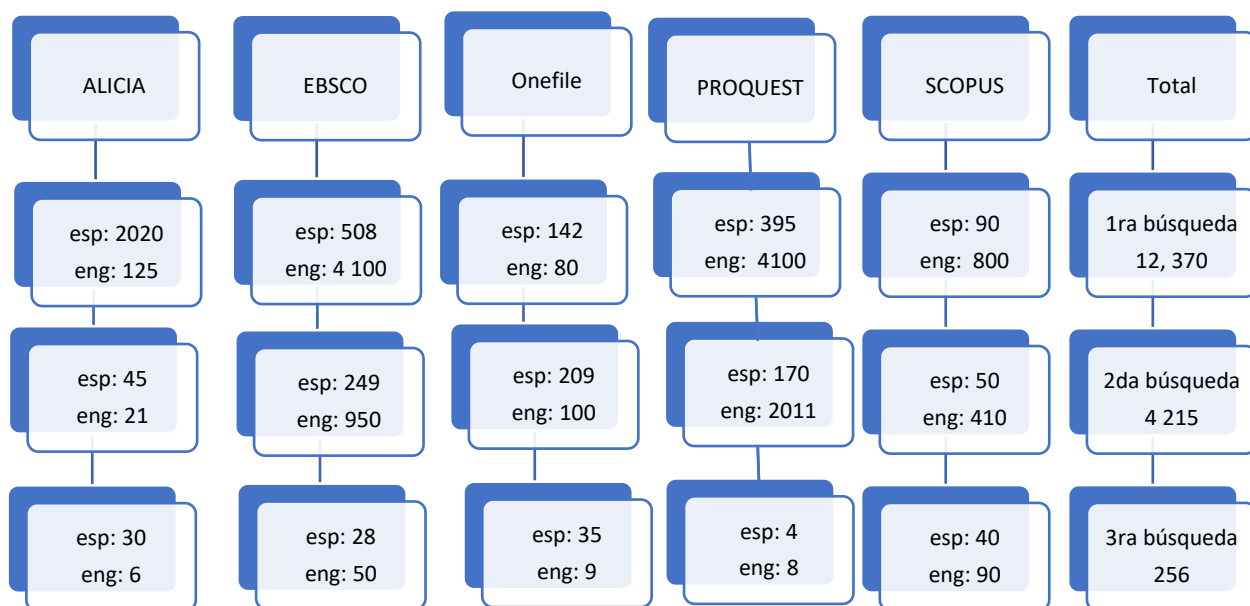 ALICIA
EBSCO
Onefile
PROQUEST
SCOPUS
Total
esp: 2020
eng: 125
esp: 508
eng: 4 100
esp: 142
eng: 80
esp: 395
eng: 4100
esp: 90
eng: 800
1ra búsqueda
12, 370
esp: 45
eng: 21
esp: 249
eng: 950
esp: 209
eng: 100
esp: 170
eng: 2011
esp: 50
eng: 410
2da búsqueda
4 215
esp: 30
eng: 6
esp: 28
eng: 50
esp: 35
eng: 9
esp: 4
eng: 8
esp: 40
eng: 90
3ra búsqueda
256